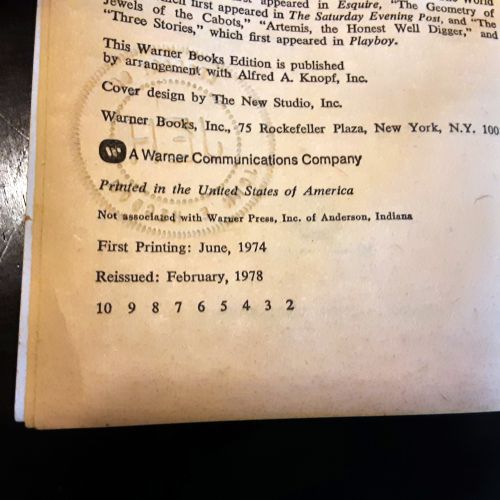 appeared in Esquire, "The Geometry of
which first appeared in The Saturday Evening Post, and "The
Jewels of the Cabots," "Artemis, the Honest Well Digger," and
"Three Stories," which first appeared in Playboy.
This Warner Books Edition is published
by arrangement with Alfred A. Knopf, Inc.
Cover design by The New Studio, Inc.
Warner Books, Inc., 75 Rockefeller Plaza, New York, N.Y. 100
A Warner Communications Company
Printed in the United States of America
Not associated with Warner Press, Inc. of Anderson, Indiana
First Printing: June, 1974
Reissued: February, 1978
10 9 8 7 6 5 4 3 2